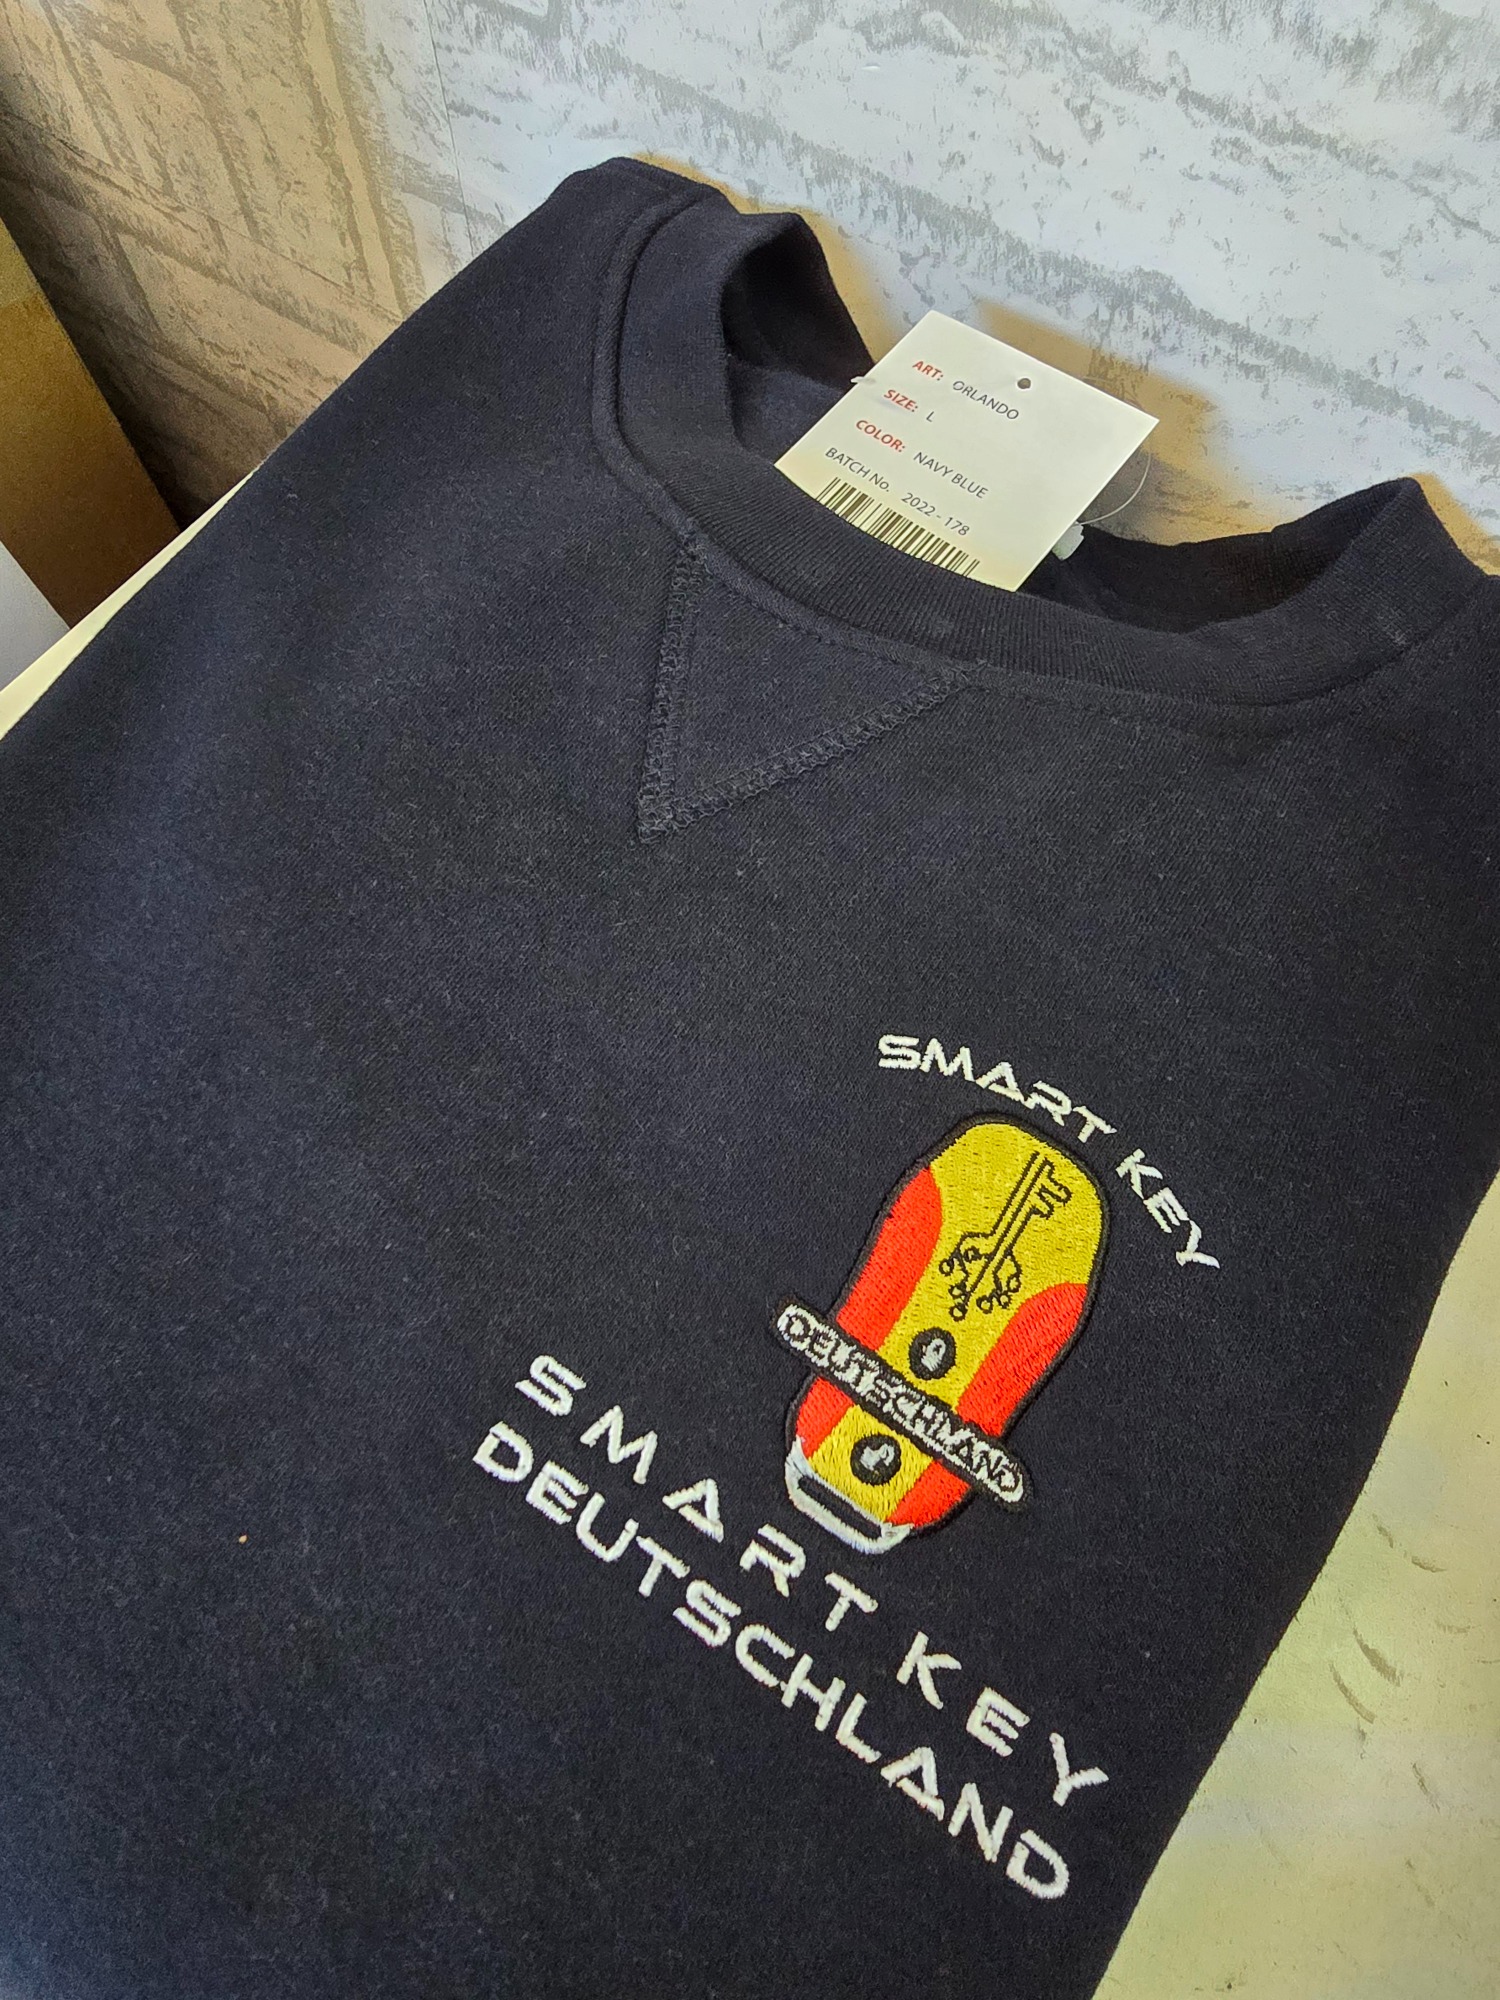 ART: ORLANDO
SIZE: L
COLOR: NAVY BLUE
BATCH No. 2022 - 178
SMART KEY
DEUTSCHLAND
SMART KEY
DEUTSCHLAND